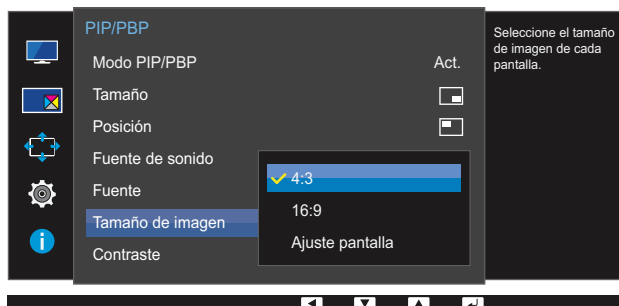 PIP/PBP
Modo PIP/PBP Act.
Tamaño
Posición
Fuente de sonido
Fuente
Tamaño de imagen
Contraste
4:3
16:9
Ajuste pantalla
Seleccione el tamaño
de imagen de cada
pantalla.